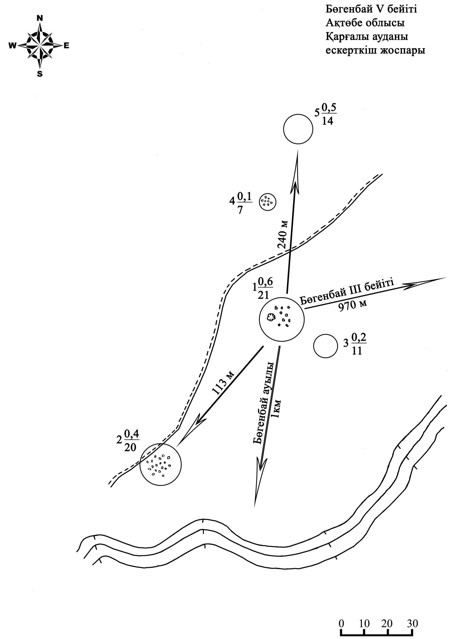 Бөгенбай V бейіті
Ақтөбе облысы
Қарғалы ауданы
ескерткіш жоспары
N
W E
S
5 0,5
14
4 0,1
7
240 м
1 0,6
21
Бөгенбай III бейіті
970 м
3 0,2
11
113 м
Бөгенбай ауылы
1км
2 0,4
20
0 10 20 30